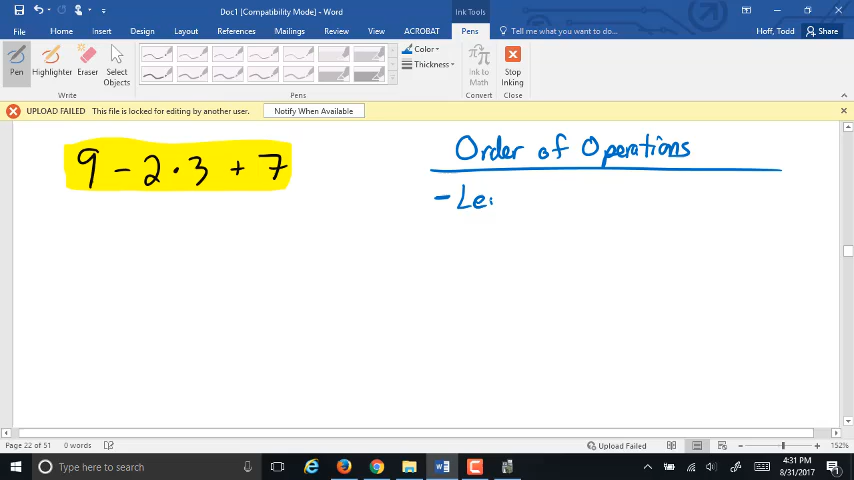 Doc1 [Compatibility Mode] - Word
Ink Tools
Hoff, Todd
File Home Insert Design Layout References Mailings Review View ACROBAT Pens Tell me what you want to do... Share
Pen Highlighter Eraser Select Objects
Color
Thickness
Ink to Math
Stop Inking
Write Pens Convert Close
UPLOAD FAILED This file is locked for editing by another user. Notify When Available
9 - 2 · 3 + 7
Order of Operations
- Le
Page 22 of 51 0 words Upload Failed 152%
Type here to search
4:31 PM
8/31/2017
1